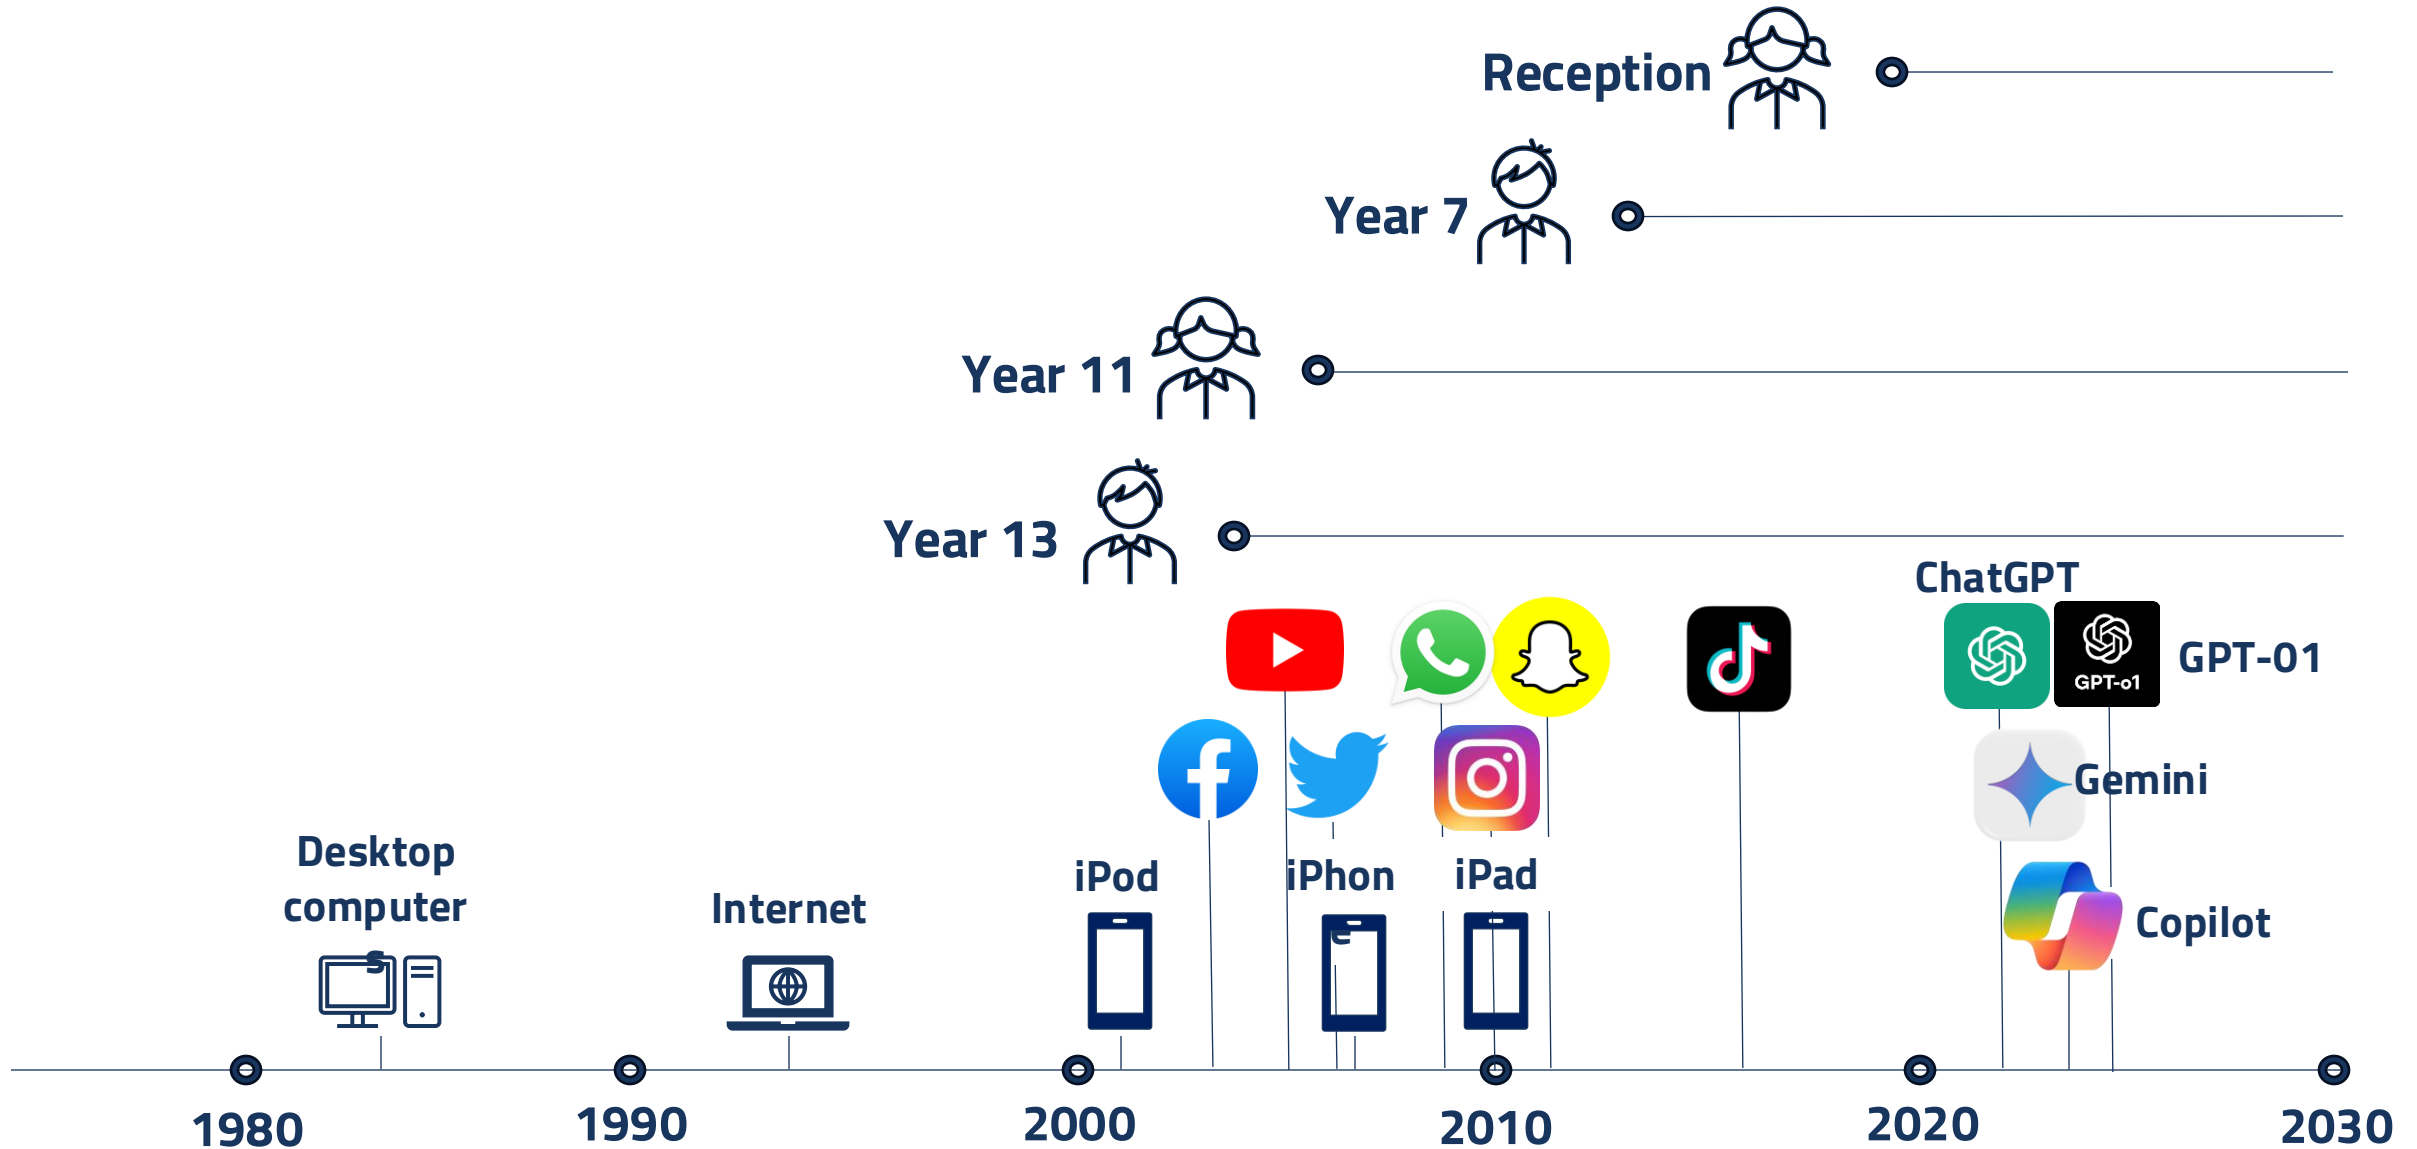 Reception
Year 7
Year 11
Year 13
ChatGPT
GPT-o1
GPT-01
Gemini
Desktop
computer
s
Internet
iPod
iPhon
e
iPad
Copilot
1980
1990
2000
2010
2020
2030